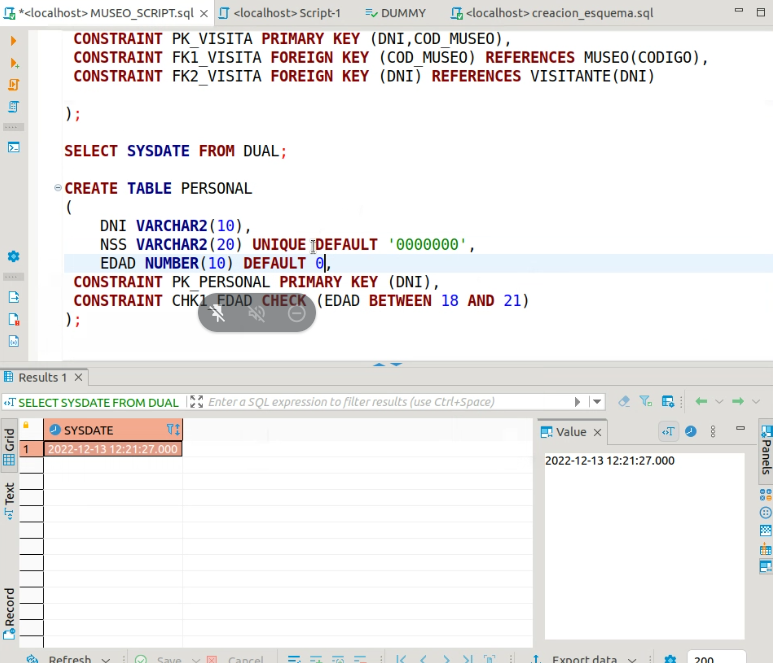 *<localhost> MUSEO_SCRIPT.sql
<localhost> Script-1
DUMMY
<localhost> creacion_esquema.sql
CONSTRAINT PK_VISITA PRIMARY KEY (DNI,COD_MUSEO),
CONSTRAINT FK1_VISITA FOREIGN KEY (COD_MUSEO) REFERENCES MUSEO(CODIGO),
CONSTRAINT FK2_VISITA FOREIGN KEY (DNI) REFERENCES VISITANTE(DNI)
);
SELECT SYSDATE FROM DUAL;
CREATE TABLE PERSONAL
(
DNI VARCHAR2(10),
NSS VARCHAR2(20) UNIQUE DEFAULT '0000000',
EDAD NUMBER(10) DEFAULT 0,
CONSTRAINT PK_PERSONAL PRIMARY KEY (DNI),
CONSTRAINT CHK1_EDAD CHECK (EDAD BETWEEN 18 AND 21)
);
Results 1
SELECT SYSDATE FROM DUAL
Enter a SQL expression to filter results (use Ctrl+Space)
Grid
Text
Record
SYSDATE
1
2022-12-13 12:21:27.000
Value
2022-12-13 12:21:27.000
Panels
Refresh
Save
Cancel
Export data
200